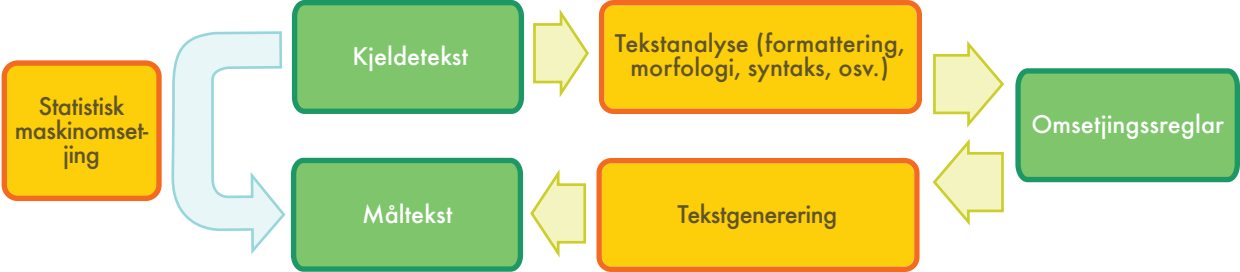 Statistisk
maskinomset-
jing
Kjeldetekst
Tekstanalyse (formattering,
morfologi, syntaks, osv.)
Omsetjingssreglar
Måltekst
Tekstgenerering